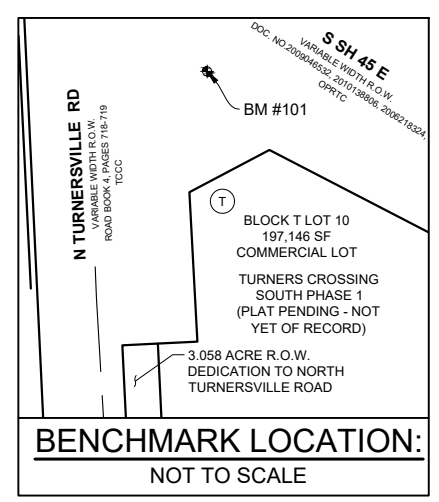 S SH 45 E
VARIABLE WIDTH R.O.W.
DOC. NO.2009046532, 2010138806, 2006218324,
OPRTC
BM #101
N TURNERSVILLE RD
VARIABLE WIDTH R.O.W.
ROAD BOOK 4, PAGES 718-719
TCCC
T
BLOCK T LOT 10
197,146 SF
COMMERCIAL LOT
TURNERS CROSSING
SOUTH PHASE 1
(PLAT PENDING - NOT
YET OF RECORD)
3.058 ACRE R.O.W.
DEDICATION TO NORTH
TURNERSVILLE ROAD
BENCHMARK LOCATION:
NOT TO SCALE